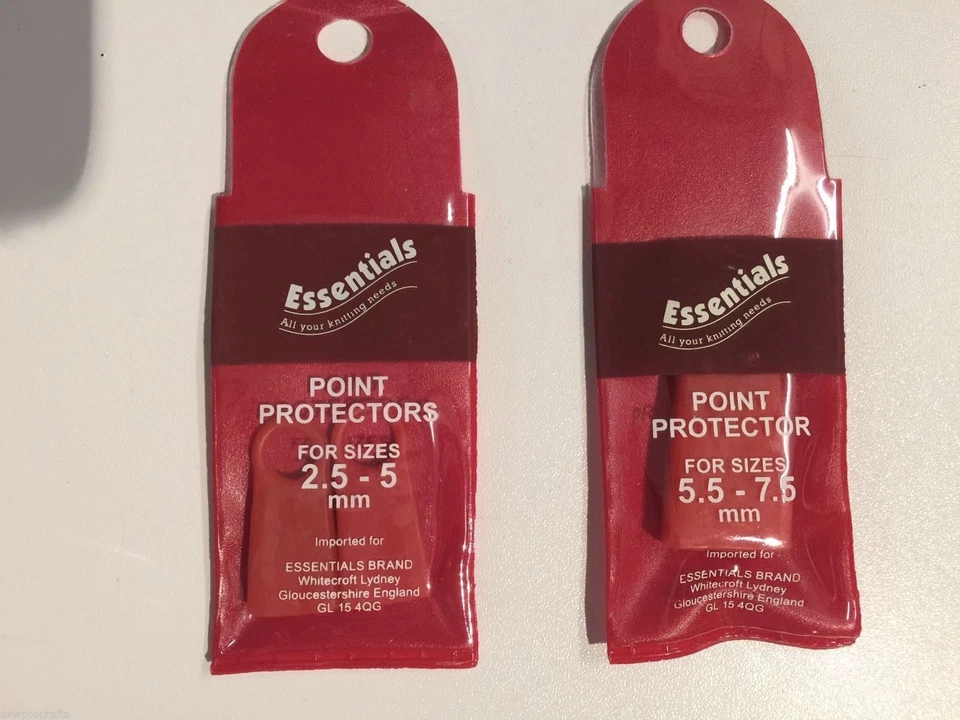 Essentials
All your knitting needs
POINT
PROTECTORS
FOR SIZES
2.5 - 5
mm
Imported for
ESSENTIALS BRAND
Whitecroft Lydney
Gloucestershire England
GL 15 4QG
Essentials
All your knitting needs
POINT
PROTECTOR
FOR SIZES
5.5 - 7.5
mm
Imported for
ESSENTIALS BRAND
Whitecroft Lydney
Gloucestershire England
GL 15 4QG